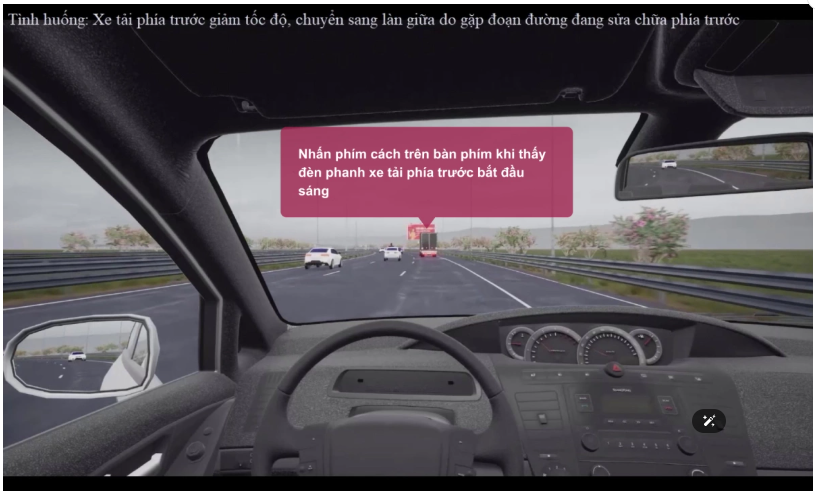 Tình huống: Xe tải phía trước giảm tốc độ, chuyển sang làn giữa do gặp đoạn đường đang sửa chữa phía trước
Nhấn phím cách trên bàn phím khi thấy
đèn phanh xe tải phía trước bắt đầu
sáng